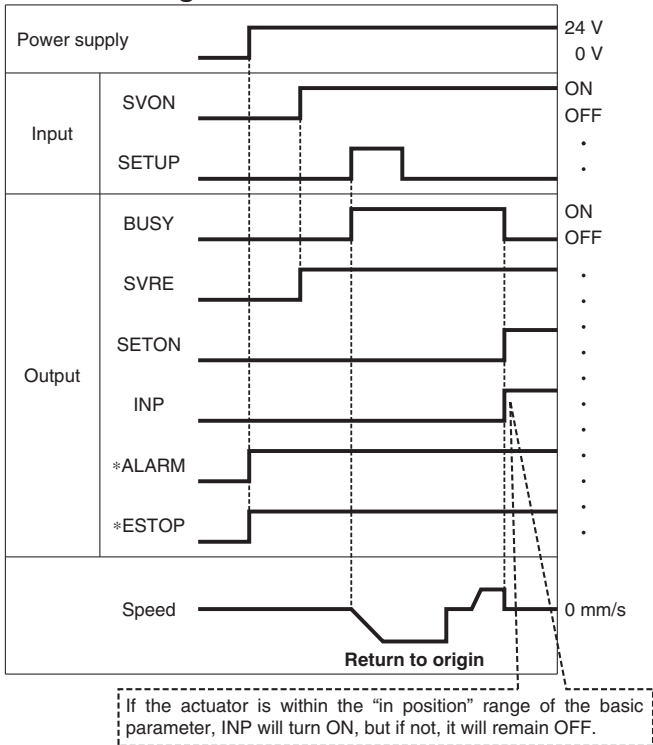 Power supply
24 V
0 V
Input
SVON
ON
OFF
SETUP
Output
BUSY
ON
OFF
SVRE
SETON
INP
*ALARM
*ESTOP
Speed
0 mm/s
Return to origin
If the actuator is within the “in position” range of the basic
parameter, INP will turn ON, but if not, it will remain OFF.